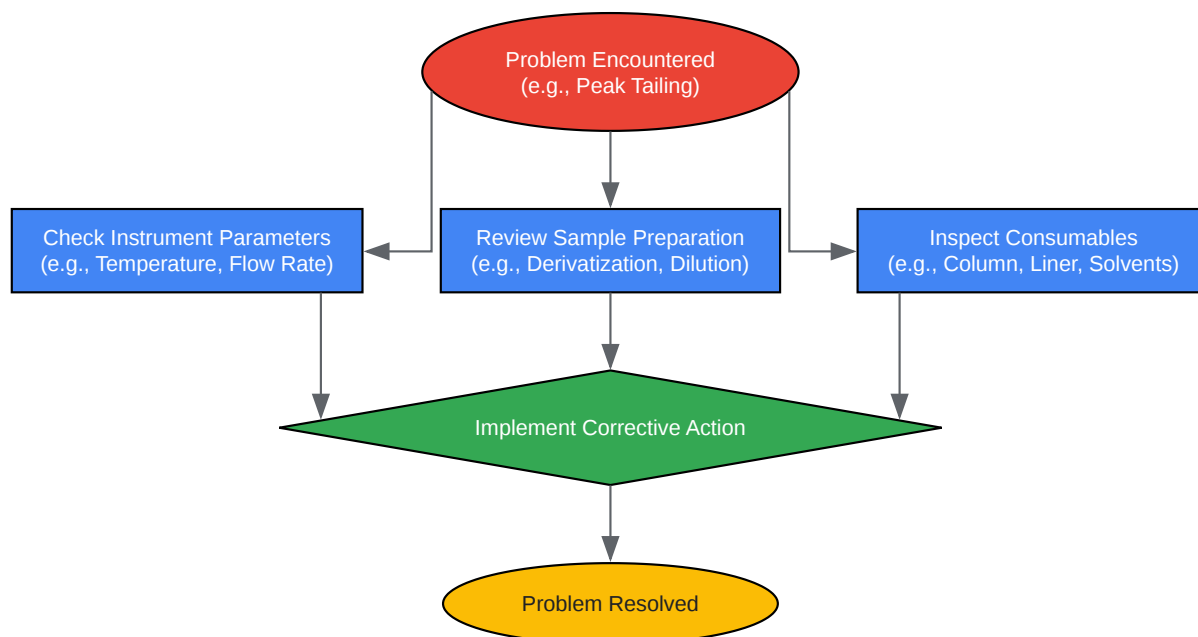 Problem Encountered
(e.g., Peak Tailing)
Check Instrument Parameters
(e.g., Temperature, Flow Rate)
Review Sample Preparation
(e.g., Derivatization, Dilution)
Inspect Consumables
(e.g., Column, Liner, Solvents)
Implement Corrective Action
Problem Resolved